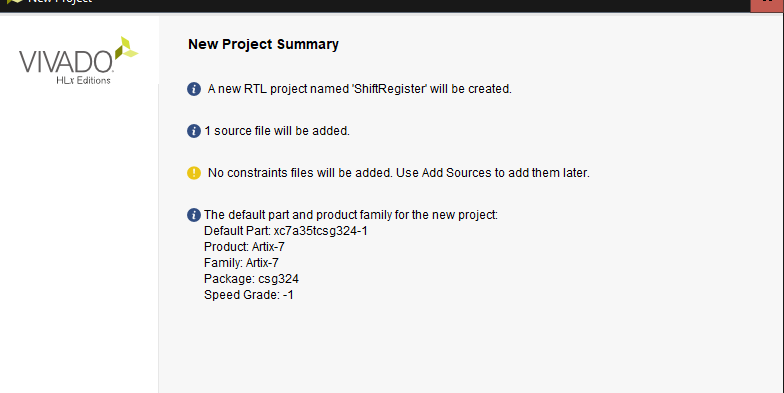 New Project
VIVADO
HLx Editions
New Project Summary
A new RTL project named 'ShiftRegister' will be created.
1 source file will be added.
No constraints files will be added. Use Add Sources to add them later.
The default part and product family for the new project:
Default Part: xc7a35tcsg324-1
Product: Artix-7
Family: Artix-7
Package: csg324
Speed Grade: -1